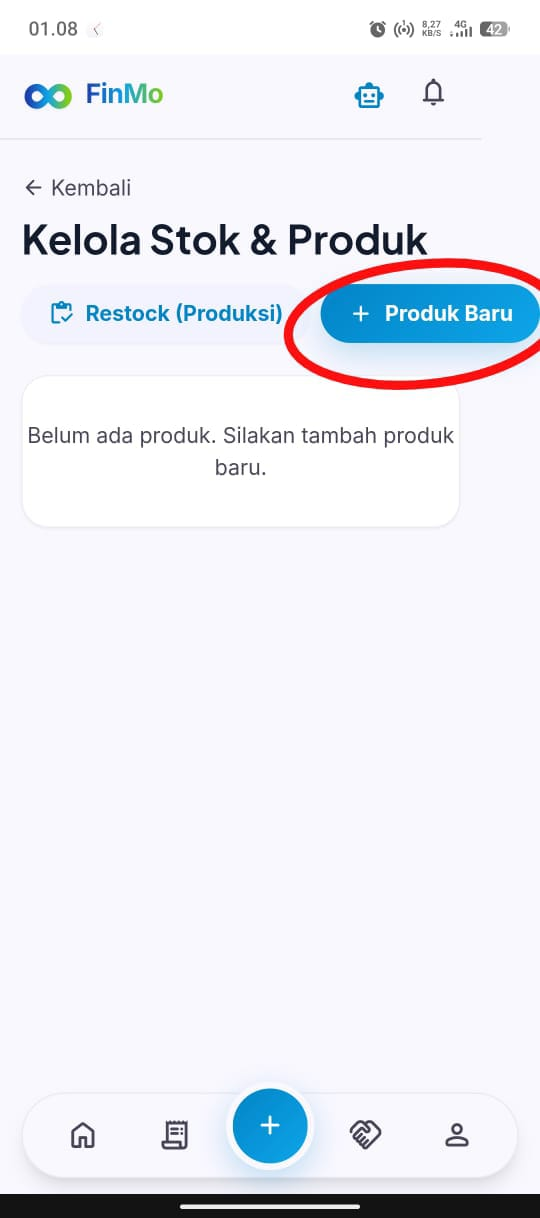 01.08
8,27
KB/S
4G
42
FinMo
← Kembali
Kelola Stok & Produk
Restock (Produksi)
+ Produk Baru
Belum ada produk. Silakan tambah produk
baru.
+